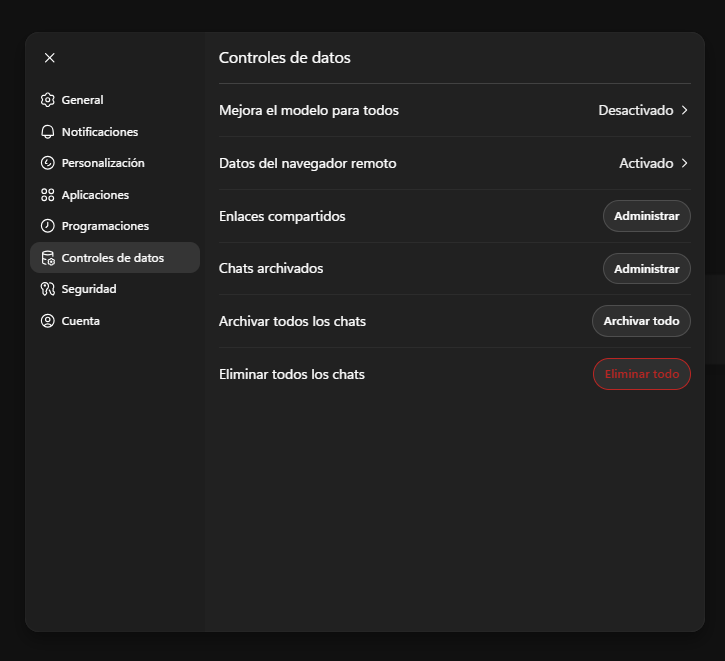 Controles de datos
General
Notificaciones
Personalización
Aplicaciones
Programaciones
Controles de datos
Seguridad
Cuenta
Mejora el modelo para todos Desactivado
Datos del navegador remoto Activado
Enlaces compartidos Administrar
Chats archivados Administrar
Archivar todos los chats Archivar todo
Eliminar todos los chats Eliminar todo